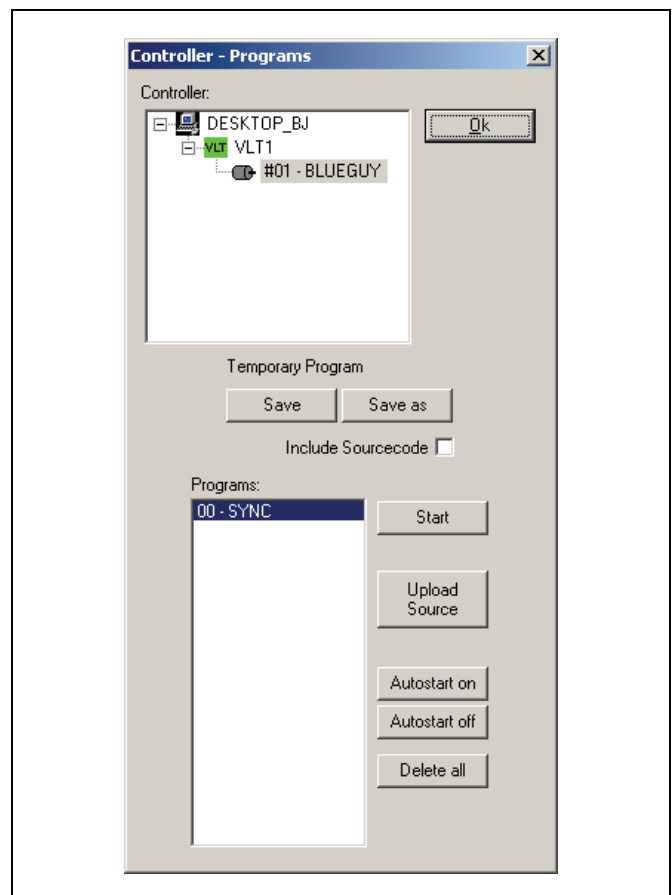 Controller - Programs
Controller:
DESKTOP_BJ
Ok
VLT VLT1
#01 - BLUEGUY
Temporary Program
Save
Save as
Include Sourcecode
Programs:
00 - SYNC
Start
Upload
Source
Autostart on
Autostart off
Delete all